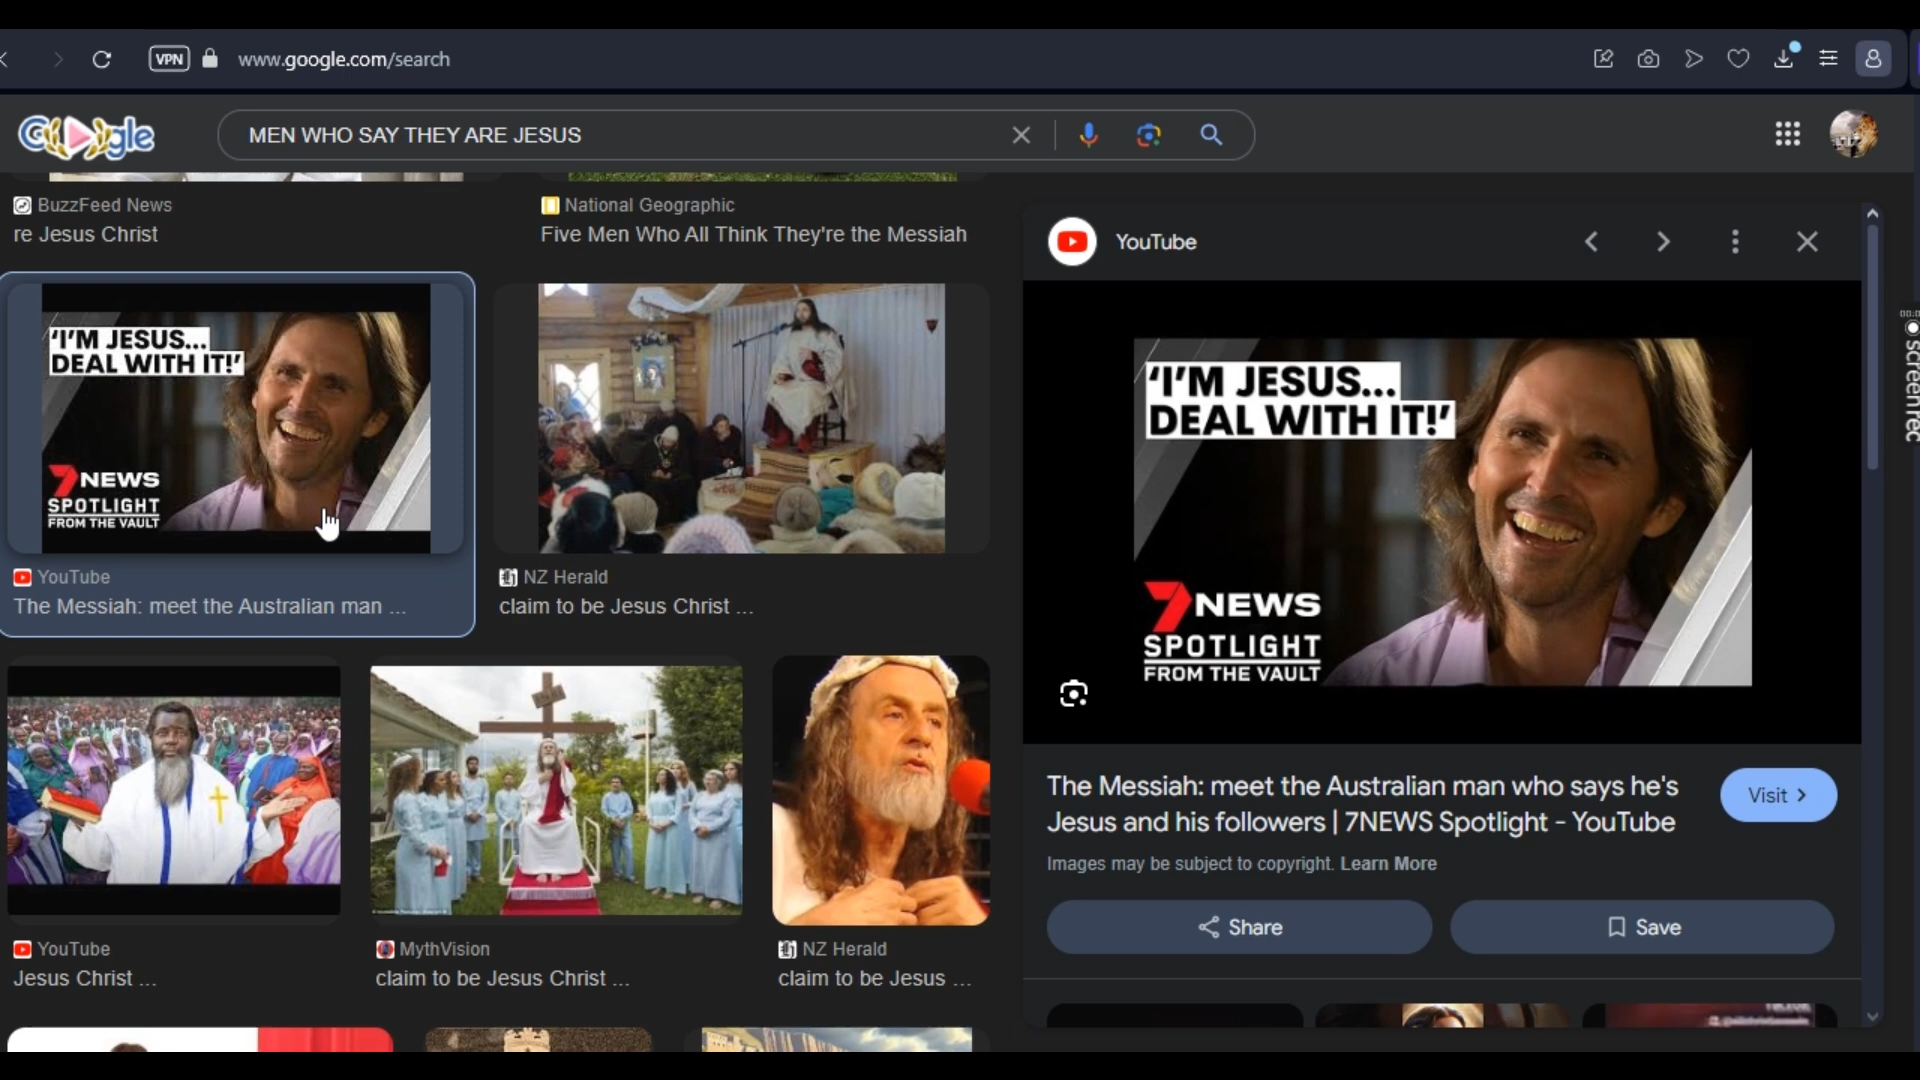 VPN
www.google.com/search
Google
MEN WHO SAY THEY ARE JESUS
BuzzFeed News
re Jesus Christ
National Geographic
Five Men Who All Think They're the Messiah
'I'M JESUS...
DEAL WITH IT!'
7NEWS
SPOTLIGHT
FROM THE VAULT
YouTube
The Messiah: meet the Australian man ...
NZ Herald
claim to be Jesus Christ ...
YouTube
Jesus Christ ...
MythVision
claim to be Jesus Christ ...
NZ Herald
claim to be Jesus ...
YouTube
'I'M JESUS...
DEAL WITH IT!'
7NEWS
SPOTLIGHT
FROM THE VAULT
The Messiah: meet the Australian man who says he's
Jesus and his followers | 7NEWS Spotlight - YouTube
Visit
Images may be subject to copyright. Learn More
Share
Save
screenrec